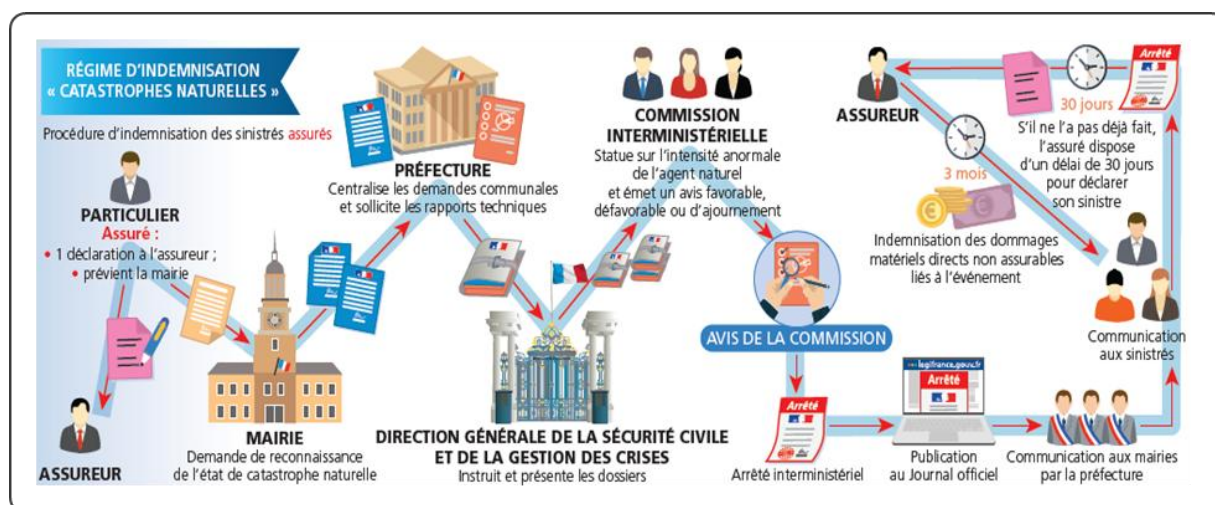 RÉGIME D'INDEMNISATION
« CATASTROPHES NATURELLES »
Procédure d'indemnisation des sinistrés assurés
PARTICULIER
Assuré :
• 1 déclaration à l'assureur ;
• prévient la mairie
ASSUREUR
MAIRIE
Demande de reconnaissance
de l'état de catastrophe naturelle
PRÉFECTURE
Centralise les demandes communales
et sollicite les rapports techniques
DIRECTION GÉNÉRALE DE LA SÉCURITÉ CIVILE
ET DE LA GESTION DES CRISES
Instruit et présente les dossiers
COMMISSION
INTERMINISTÉRIELLE
Statue sur l'intensité anormale
de l'agent naturel
et émet un avis favorable,
défavorable ou d'ajournement
AVIS DE LA COMMISSION
Arrêté
Arrêté interministériel
legifrance.gouv.fr
Arrêté
Publication
au Journal officiel
Communication aux mairies
par la préfecture
Communication
aux sinistrés
Arrêté
30 jours
S'il ne l'a pas déjà fait,
l'assuré dispose
d'un délai de 30 jours
pour déclarer
son sinistre
ASSUREUR
3 mois
Indemnisation des dommages
matériels directs non assurables
liés à l'événement